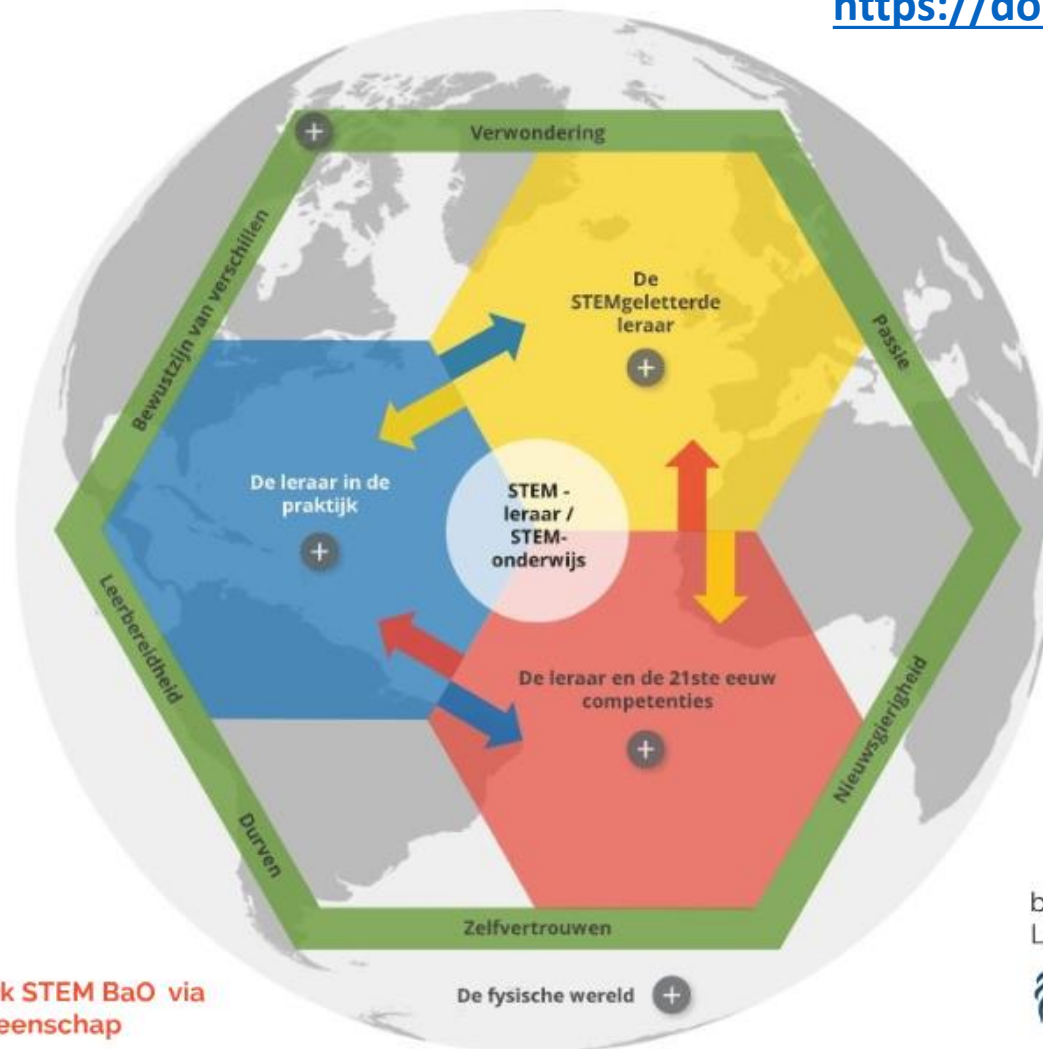 https://do
Verwondering
Bewustzijn van verschillen
De
STEMgeletterde
leraar
Passie
De leraar in de
praktijk
STEM -
leraar /
STEM-
onderwijs
Leerbereidheid
De leraar en de 21ste eeuw
competenties
Nieuwsgierigheid
Durven
Zelfvertrouwen
De fysische wereld
k STEM BaO via
eenschap
b
L